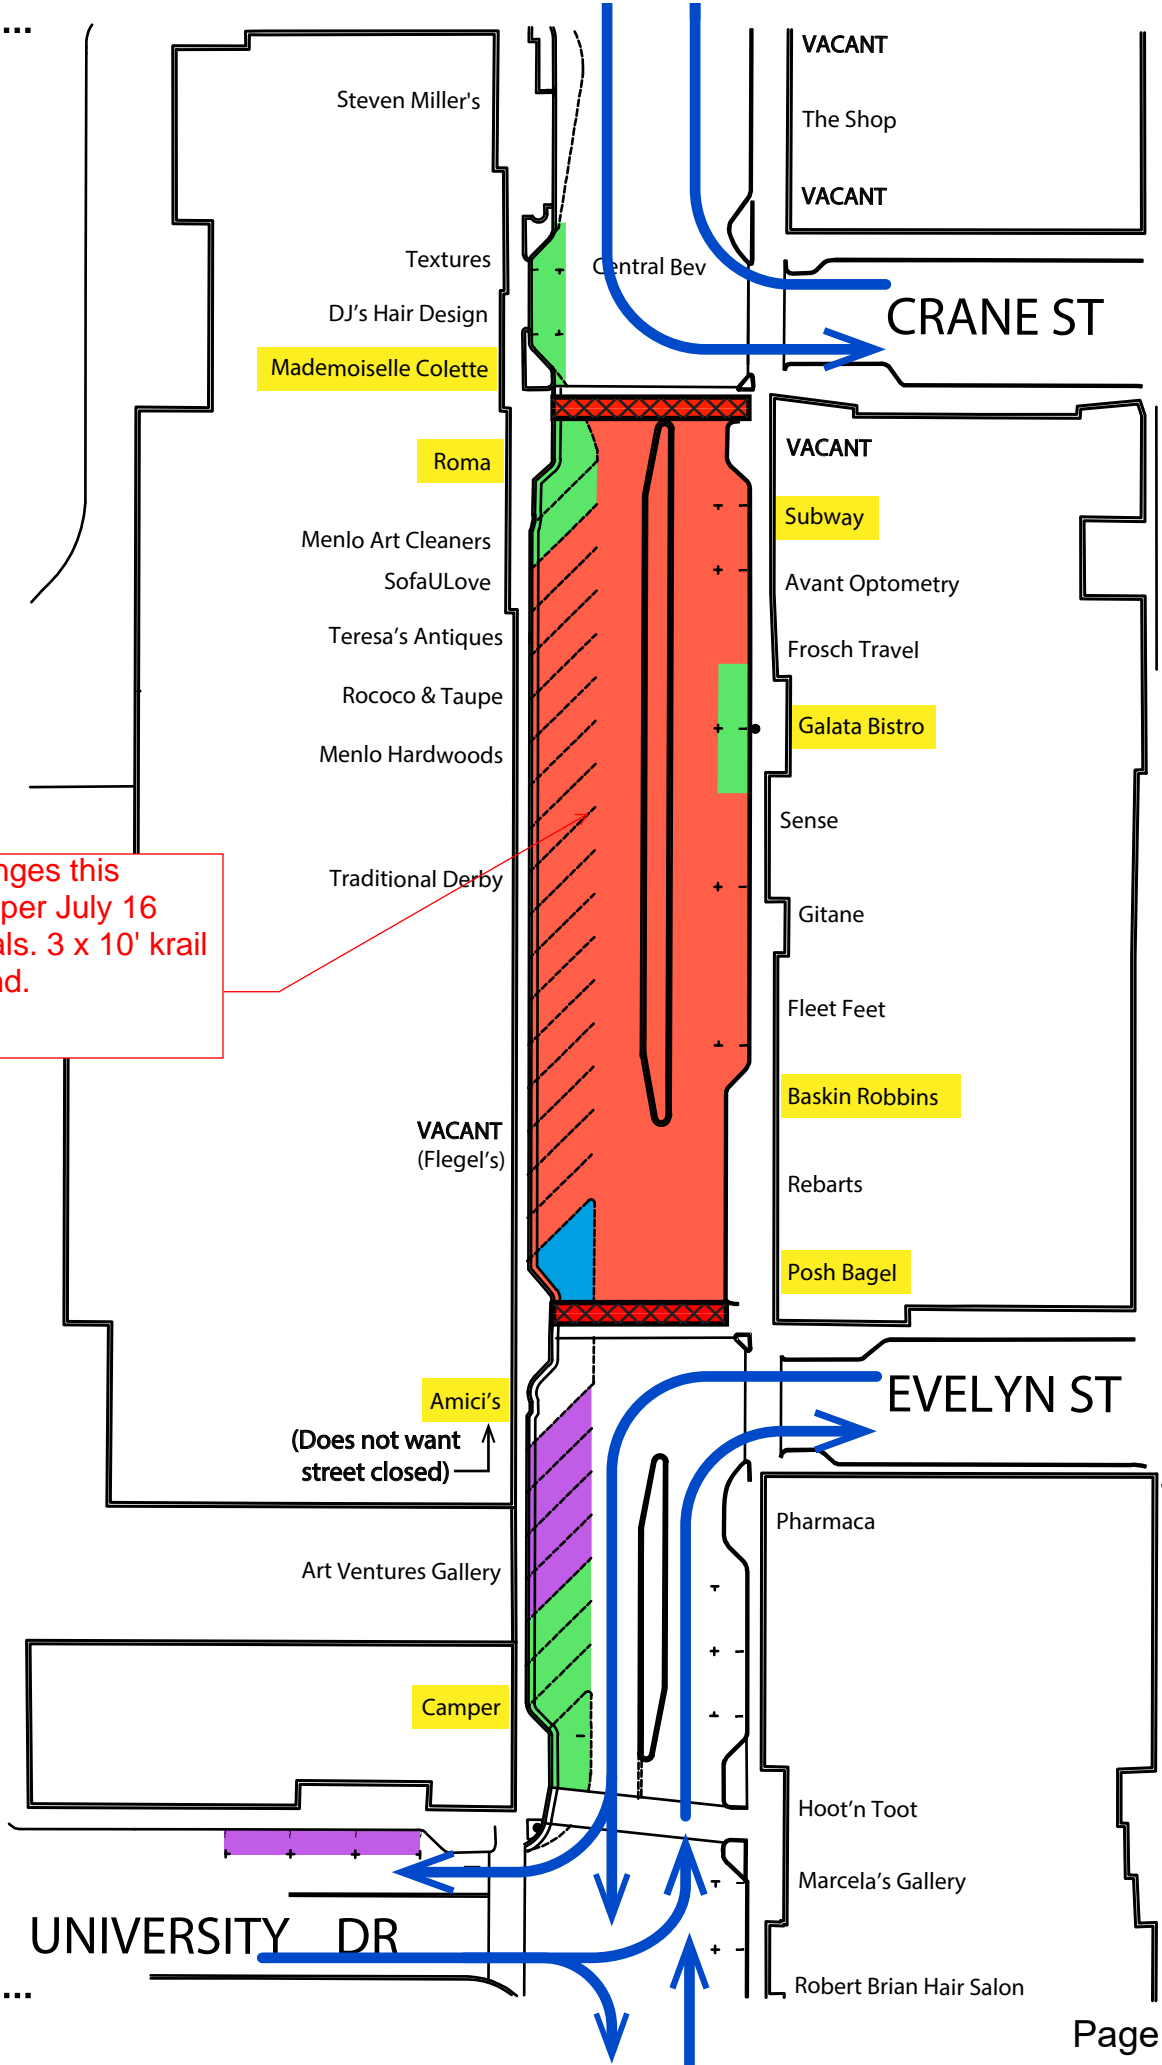 ...
VACANT
Steven Miller's
The Shop
VACANT
Textures
Central Bev
DJ's Hair Design
CRANE ST
Mademoiselle Colette
VACANT
Roma
Subway
Menlo Art Cleaners
SofaULove
Avant Optometry
Teresa's Antiques
Frosch Travel
Rococo & Taupe
Galata Bistro
Menlo Hardwoods
Sense
nges this
per July 16
als. 3 x 10' krail
nd.
Traditional Derby
Gitane
Fleet Feet
Baskin Robbins
VACANT
(Flegel's)
Rebarts
Posh Bagel
Amici's
EVELYN ST
(Does not want
street closed)
Pharmaca
Art Ventures Gallery
Camper
Hoot'n Toot
Marcela's Gallery
UNIVERSITY DR
Robert Brian Hair Salon
...
Page